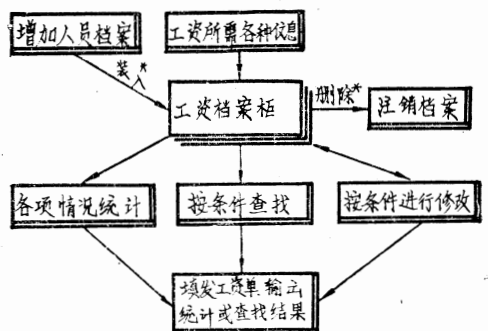 增加人员档案
工资所需各种信息
装入*
工资档案柜
删除*
注销档案
各项情况统计
按条件查找
按条件进行修改
填发工资单输出
统计或查找结果